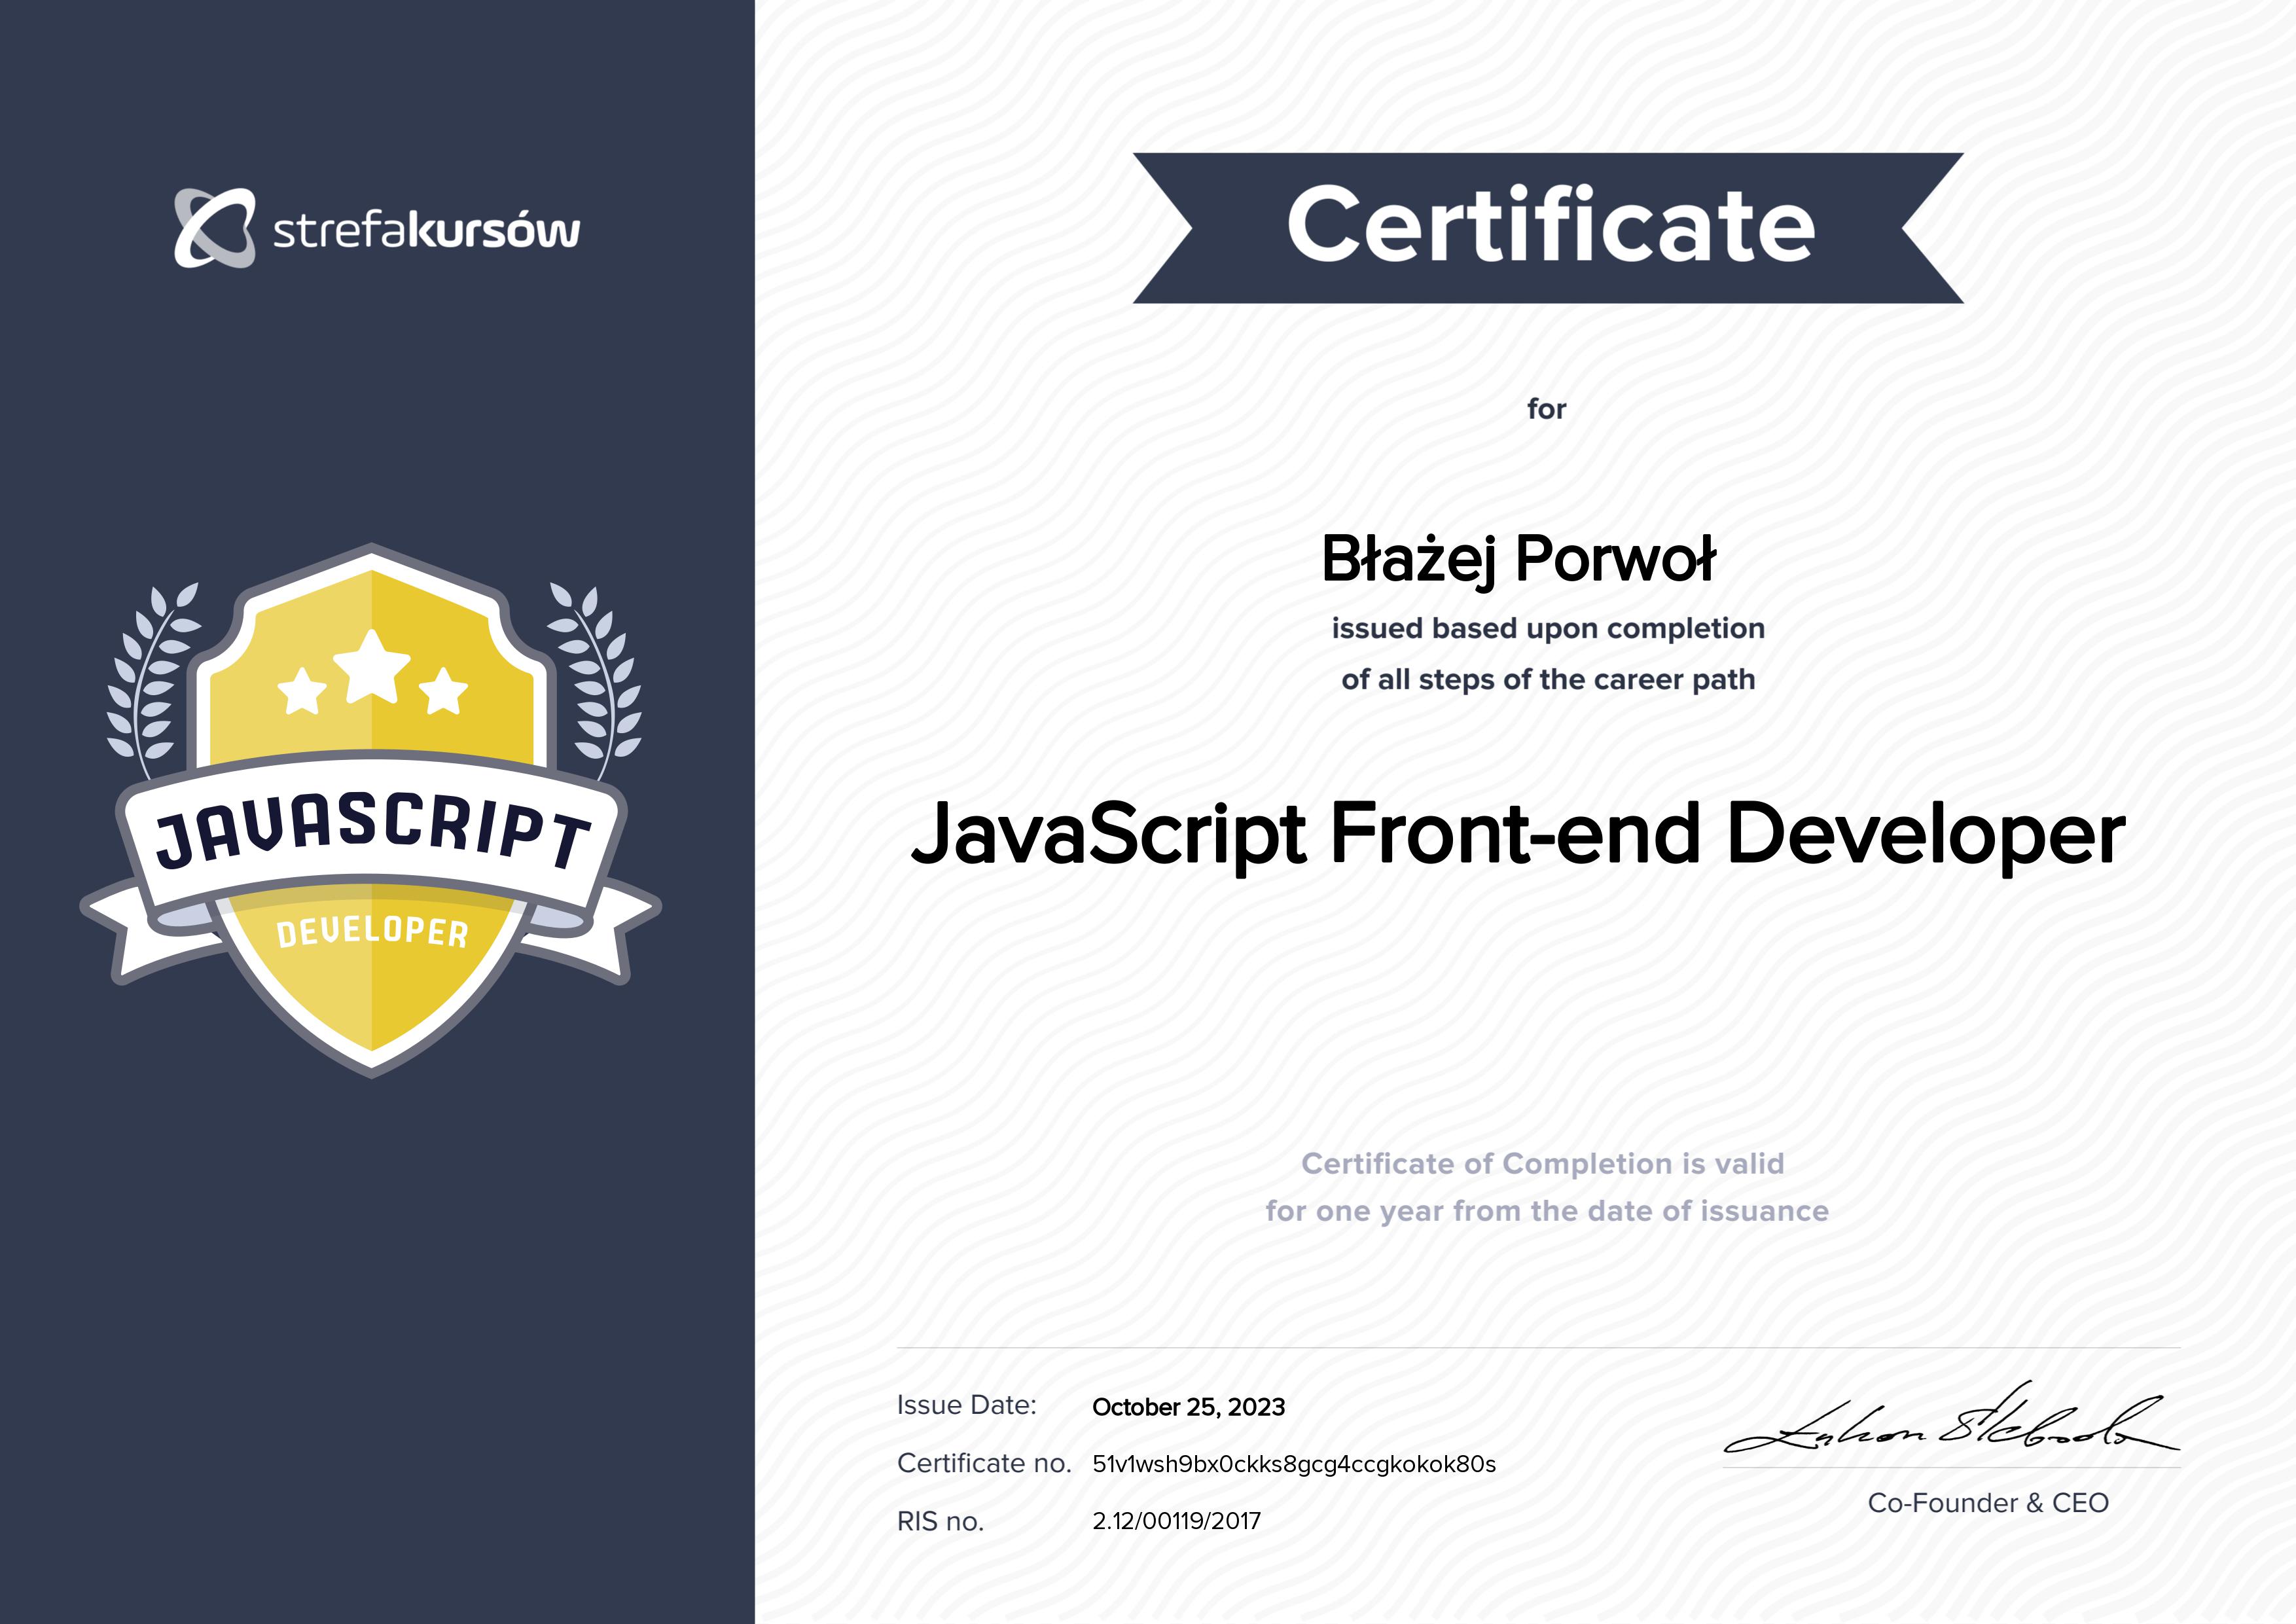 strefakursów
JAVASCRIPT
DEVELOPER
Certificate
for
Błażej Porwoł
issued based upon completion
of all steps of the career path
JavaScript Front-end Developer
Certificate of Completion is valid
for one year from the date of issuance
Issue Date: October 25, 2023
Certificate no. 51v1wsh9bx0ckks8gcg4ccgkokok80s
RIS no. 2.12/00119/2017
Co-Founder & CEO